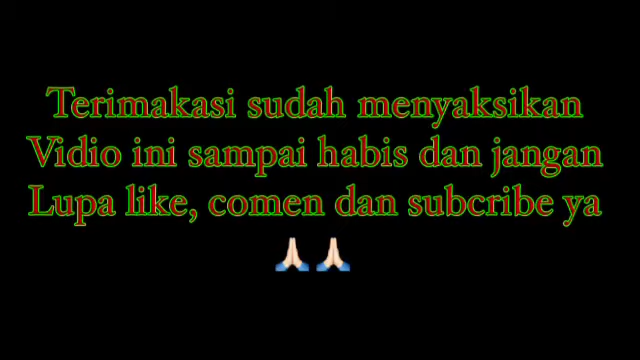 Terimakasi sudah menyaksikan
Vidio ini sampai habis dan jangan
Lupa like, comen dan subcribe ya
🙏🏻🙏🏻